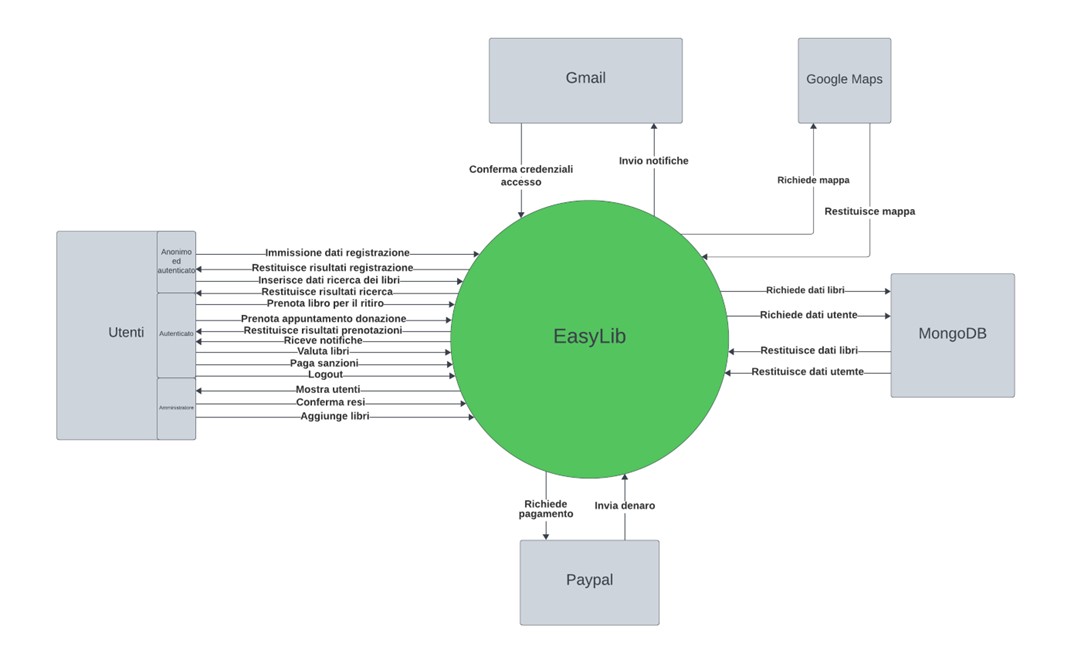 Gmail
Google Maps
Conferma credenziali
accesso
Invio notifiche
Richiede mappa
Restituisce mappa
Utenti
Anonimo
ed
autenticato
Autenticato
Amministratore
Immissione dati registrazione
Restituisce risultati registrazione
Inserisce dati ricerca dei libri
Restituisce risultati ricerca
Prenota libro per il ritiro
Prenota appuntamento donazione
Restituisce risultati prenotazioni
Riceve notifiche
Valuta libri
Paga sanzioni
Logout
Mostra utenti
Conferma resi
Aggiunge libri
EasyLib
Richiede dati libri
Richiede dati utente
Restituisce dati libri
Restituisce dati utemte
MongoDB
Richiede
pagamento
Invia denaro
Paypal